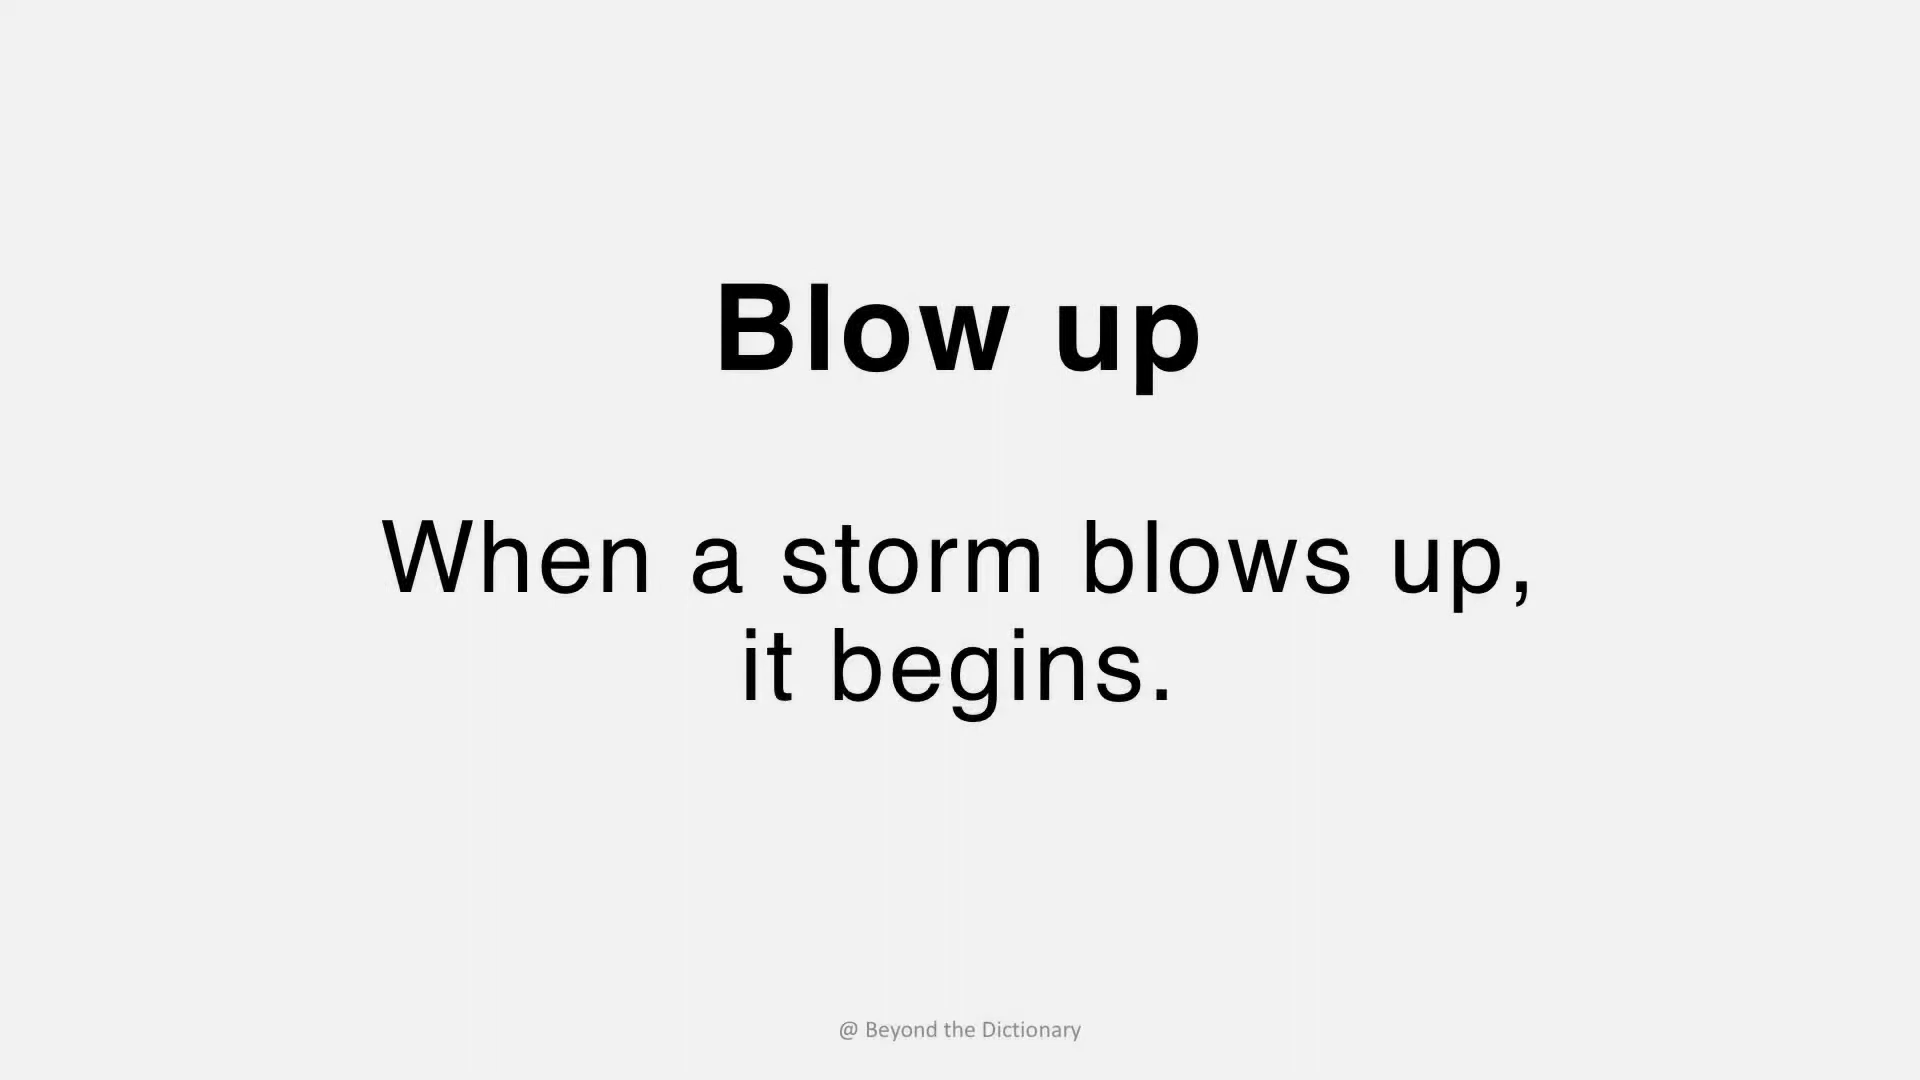 Blow up
When a storm blows up,
it begins.
@ Beyond the Dictionary